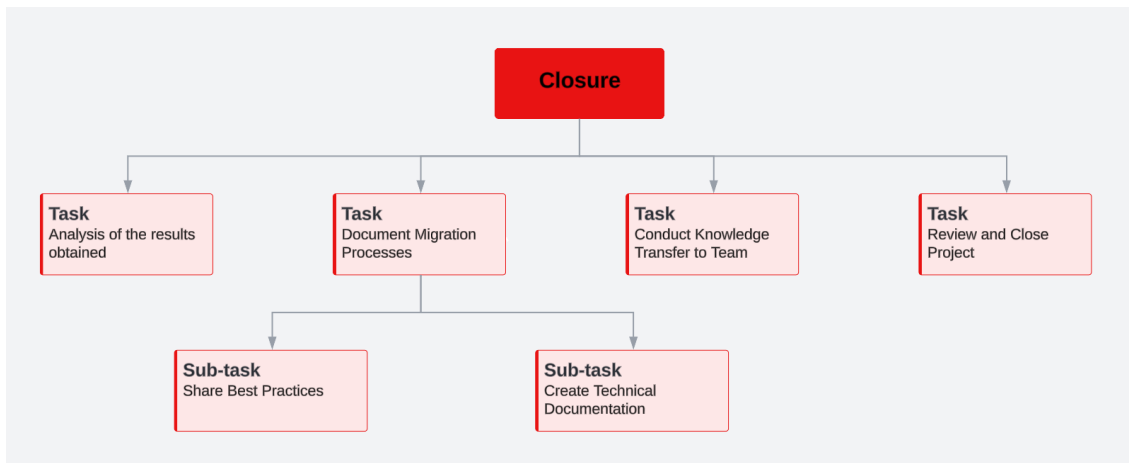 Closure
Task
Analysis of the results
obtained
Task
Document Migration
Processes
Task
Conduct Knowledge
Transfer to Team
Task
Review and Close
Project
Sub-task
Share Best Practices
Sub-task
Create Technical
Documentation